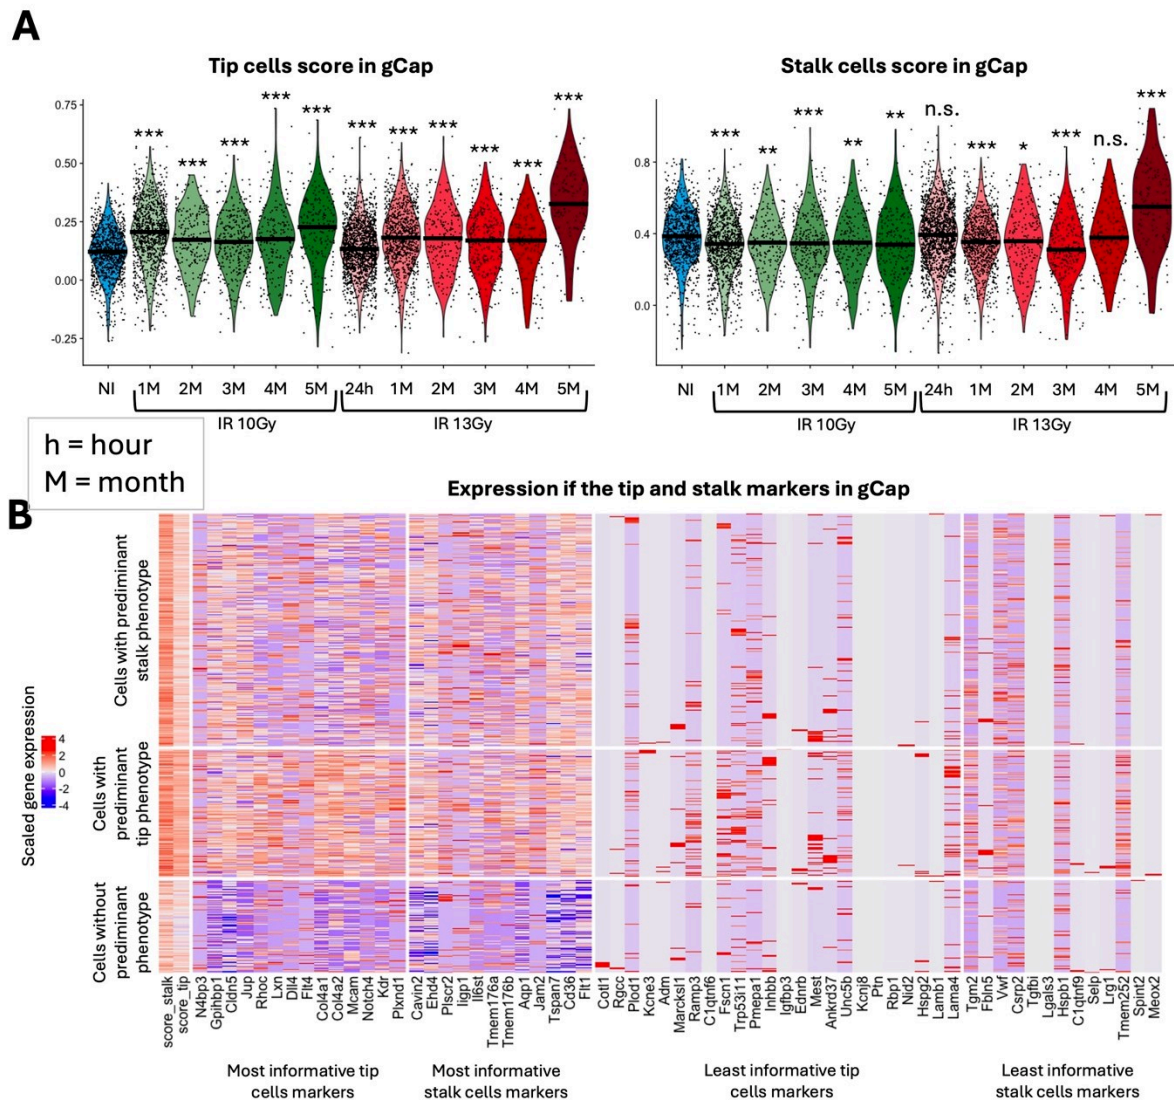 A
Tip cells score in gCap
Stalk cells score in gCap
0.75
0.50
0.25
0.00
-0.25
*** *** *** *** *** *** *** *** *** *** ***
NI 1M 2M 3M 4M 5M 24h 1M 2M 3M 4M 5M
IR 10Gy IR 13Gy
0.8
0.4
0.0
*** ** *** ** ** n.s. *** * *** n.s. ***
NI 1M 2M 3M 4M 5M 24h 1M 2M 3M 4M 5M
IR 10Gy IR 13Gy
h = hour
M = month
B
Expression if the tip and stalk markers in gCap
Scaled gene expression
4
2
0
-2
-4
Cells with prediminant
stalk phenotype
Cells with
prediminant
tip phenotype
Cells without
prediminant
phenotype
score_stalk
score_tip
N4bp3
Gpihbp1
Cldn5
Jup
Rhoc
Lxn
Dll4
Flt4
Col4a1
Col4a2
Mcam
Notch4
Kdr
Plxnd1
Cavin2
Ehd4
Plscr2
Iigp1
Il6st
Tmem176a
Tmem176b
Aqp1
Jam2
Tspan7
Cd36
Flt1
Cotl1
Rgcc
Plod1
Kcne3
Adm
Marcksl1
Ramp3
C1qtnf6
Fscn1
Trp53i11
Pmepa1
Inhbb
Igfbp3
Ednrb
Mest
Ankrd37
Unc5b
Kcnj8
Ptn
Rbp1
Nid2
Hspg2
Lamb1
Lama4
Tgm2
Fbln5
Vwf
Csrp2
Tgfbi
Lgals3
Hspb1
C1qtnf9
Selp
Lrg1
Tmem252
Spint2
Meox2
Most informative tip
cells markers
Most informative
stalk cells markers
Least informative tip
cells markers
Least informative
stalk cells markers